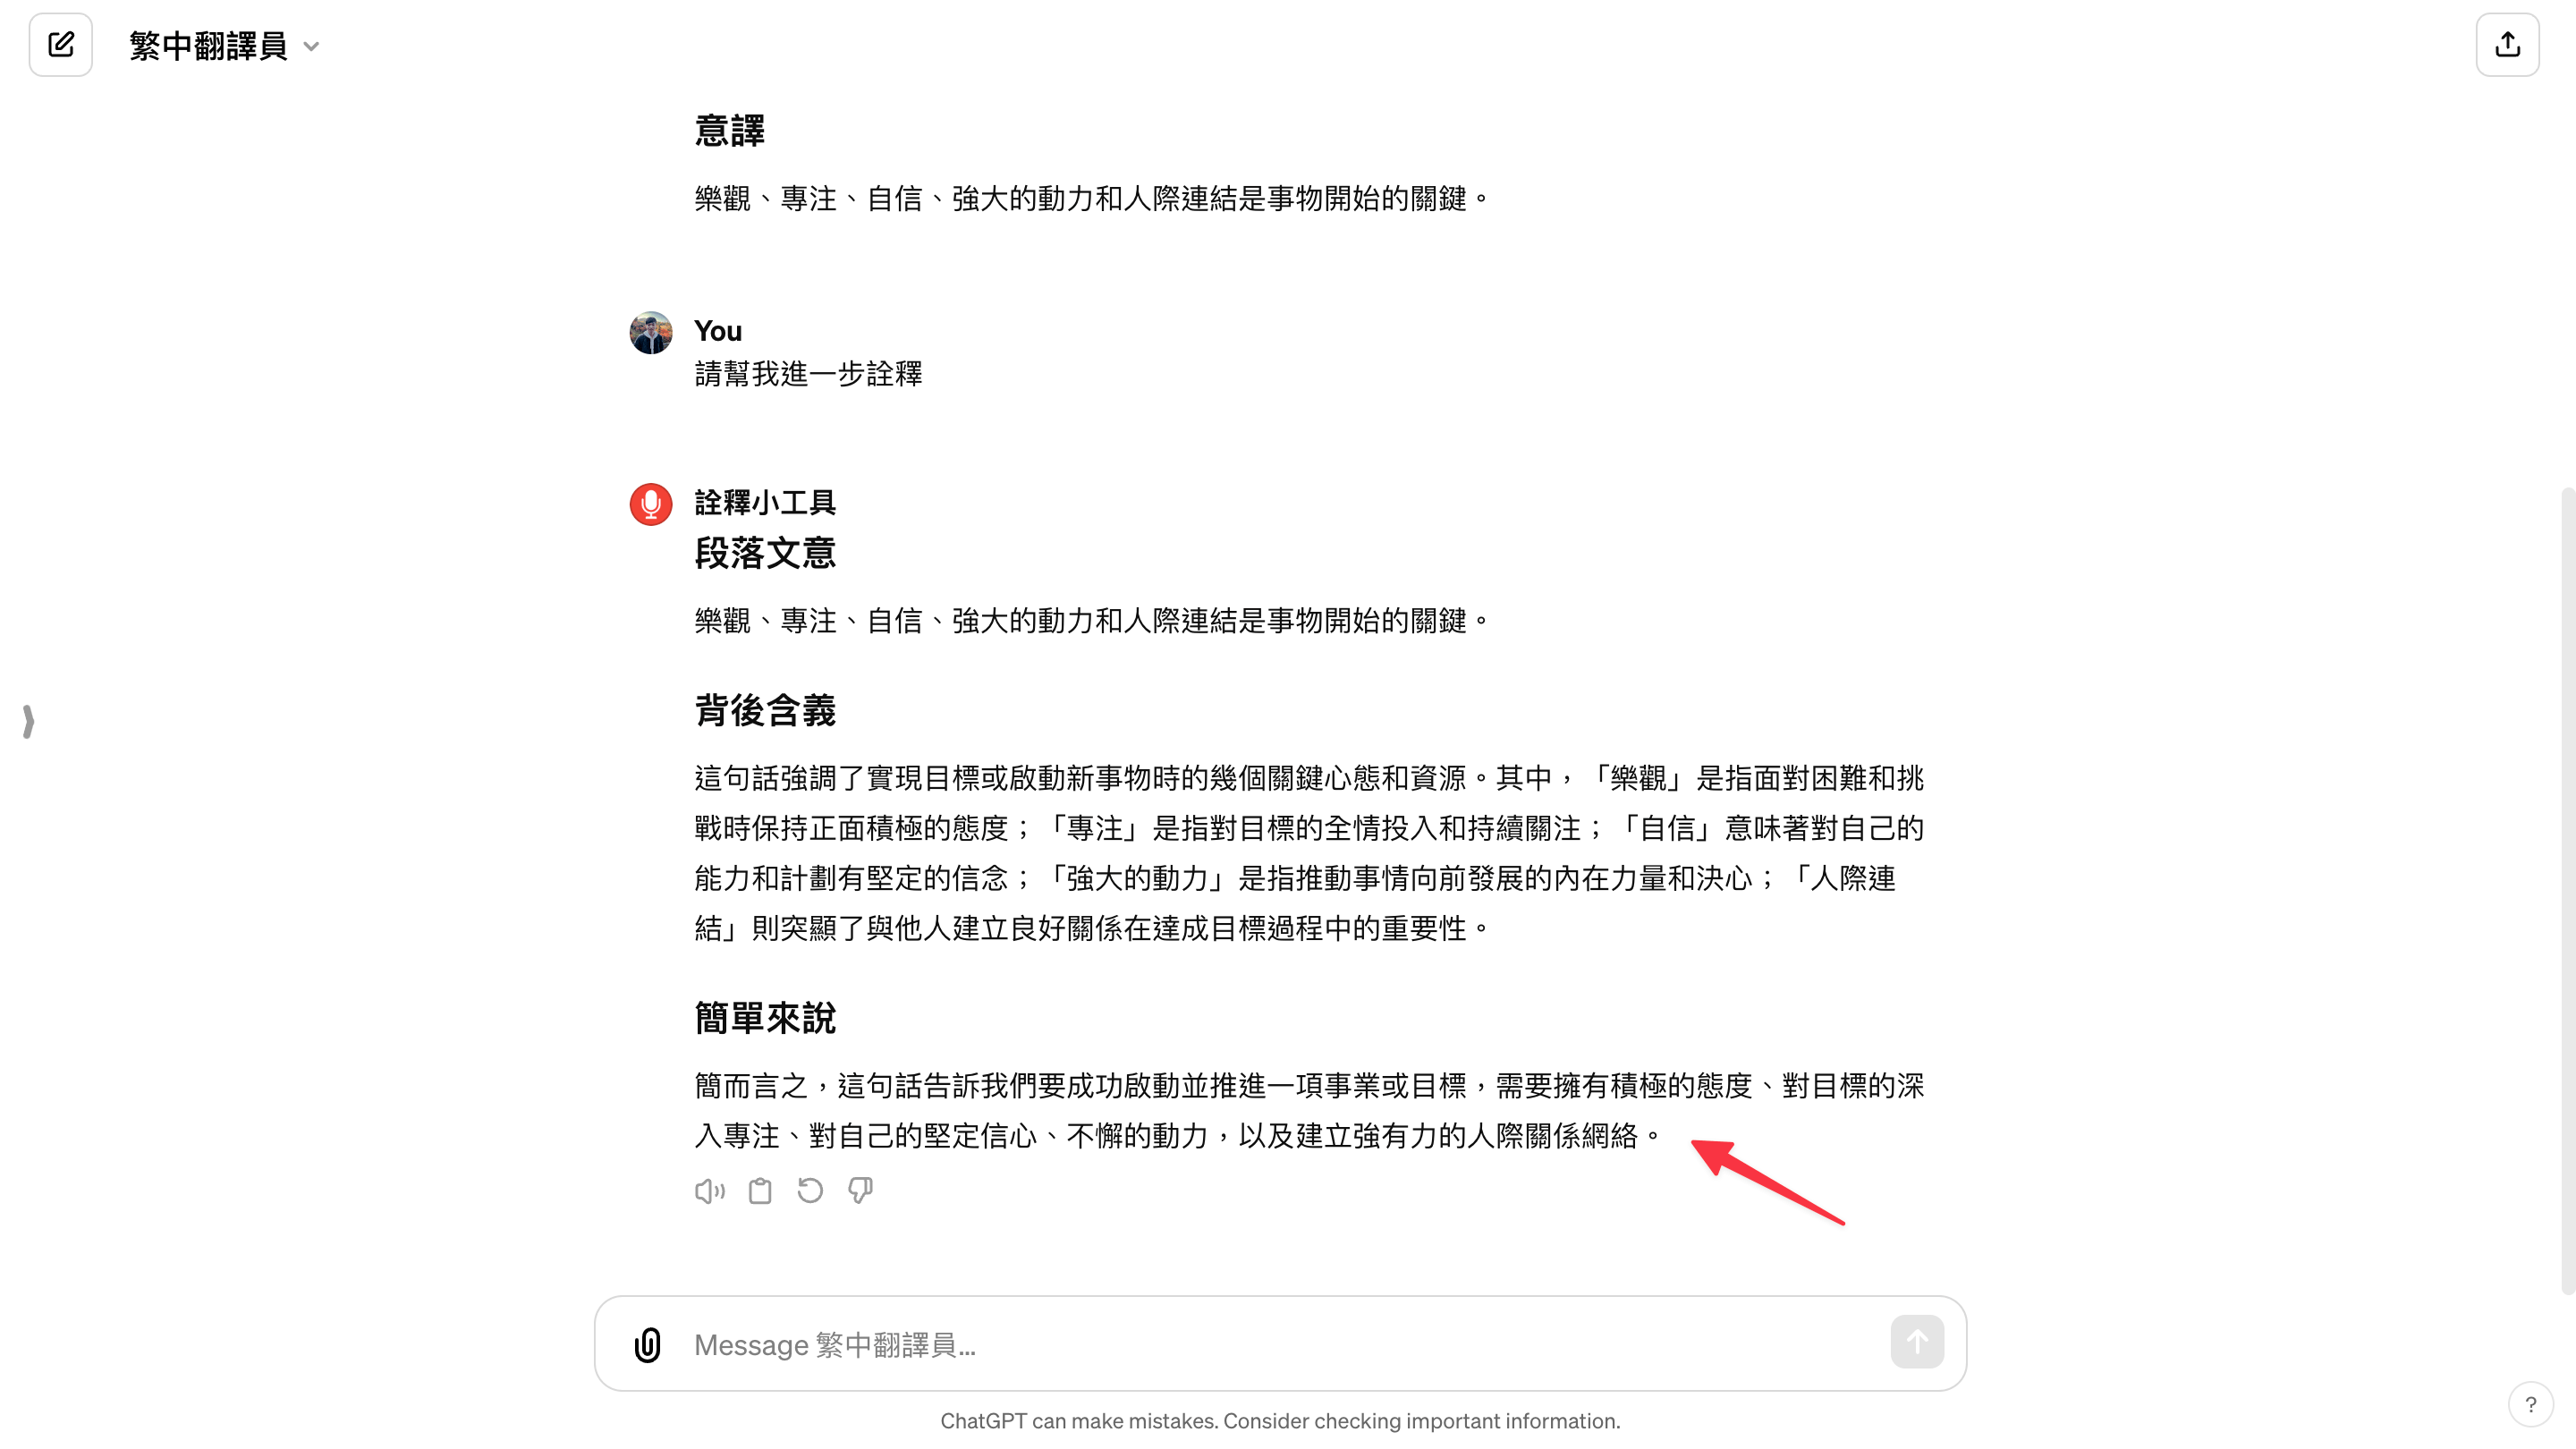 繁中翻譯員
意譯
樂觀、專注、自信、強大的動力和人際連結是事物開始的關鍵。
You
請幫我進一步詮釋
詮釋小工具
段落文意
樂觀、專注、自信、強大的動力和人際連結是事物開始的關鍵。
背後含義
這句話強調了實現目標或啟動新事物時的幾個關鍵心態和資源。其中，「樂觀」是指面對困難和挑
戰時保持正面積極的態度；「專注」是指對目標的全情投入和持續關注；「自信」意味著對自己的
能力和計劃有堅定的信念；「強大的動力」是指推動事情向前發展的內在力量和決心；「人際連
結」則突顯了與他人建立良好關係在達成目標過程中的重要性。
簡單來說
簡而言之，這句話告訴我們要成功啟動並推進一項事業或目標，需要擁有積極的態度、對目標的深
入專注、對自己的堅定信心、不懈的動力，以及建立強有力的人際關係網絡。
Message 繁中翻譯員...
ChatGPT can make mistakes. Consider checking important information.
?